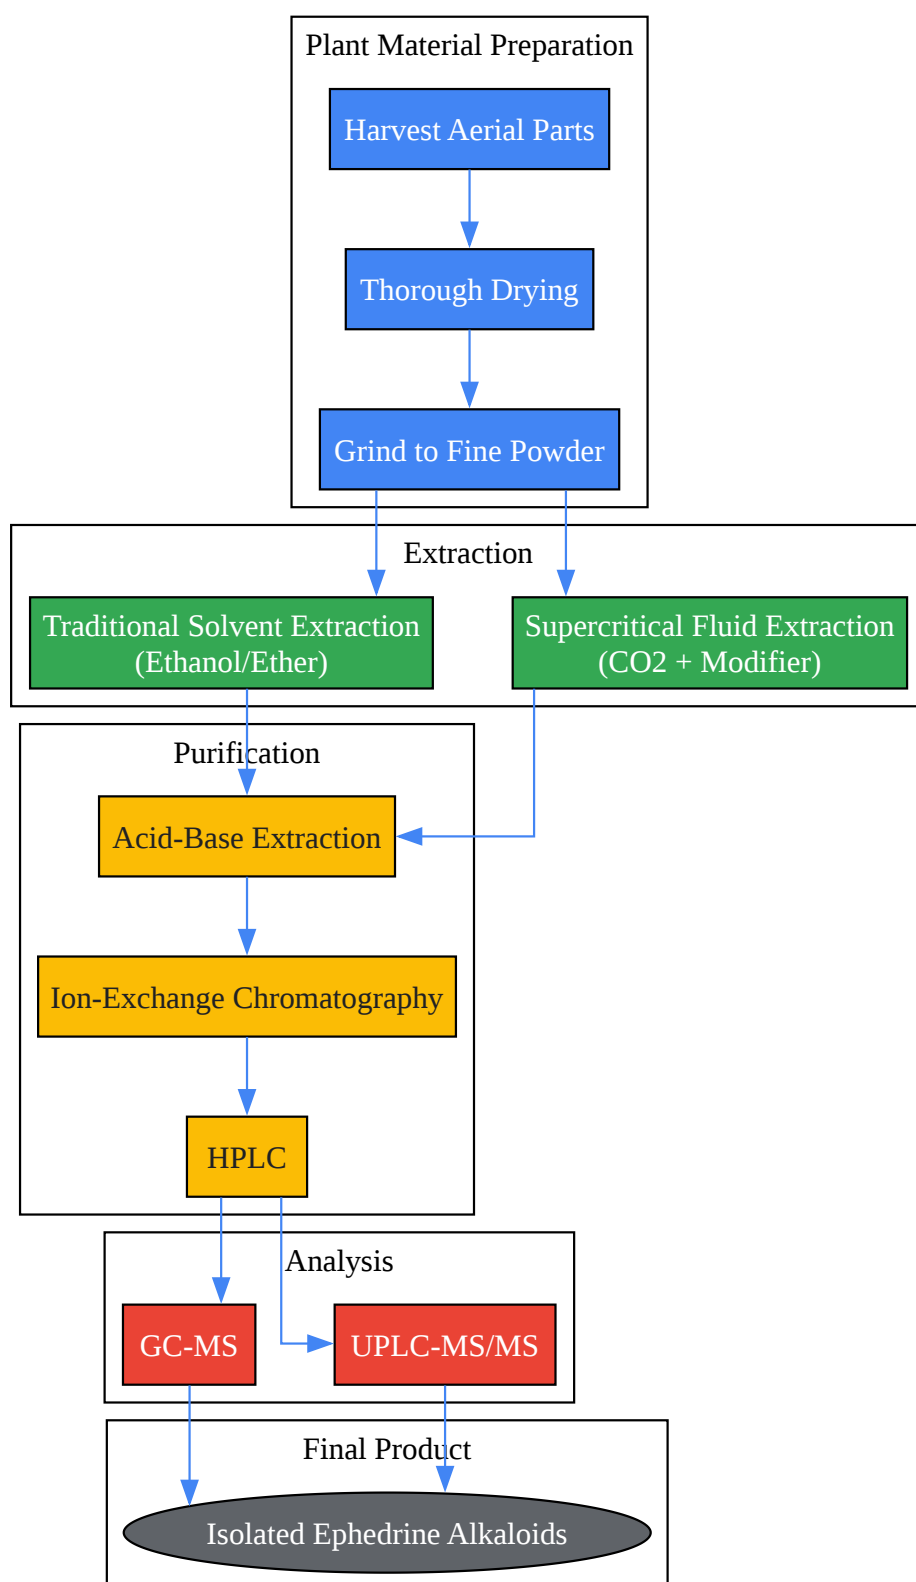 Plant Material Preparation
Harvest Aerial Parts
Thorough Drying
Grind to Fine Powder
Extraction
Traditional Solvent Extraction
(Ethanol/Ether)
Supercritical Fluid Extraction
(CO2 + Modifier)
Purification
Acid-Base Extraction
Ion-Exchange Chromatography
HPLC
Analysis
GC-MS
UPLC-MS/MS
Final Product
Isolated Ephedrine Alkaloids